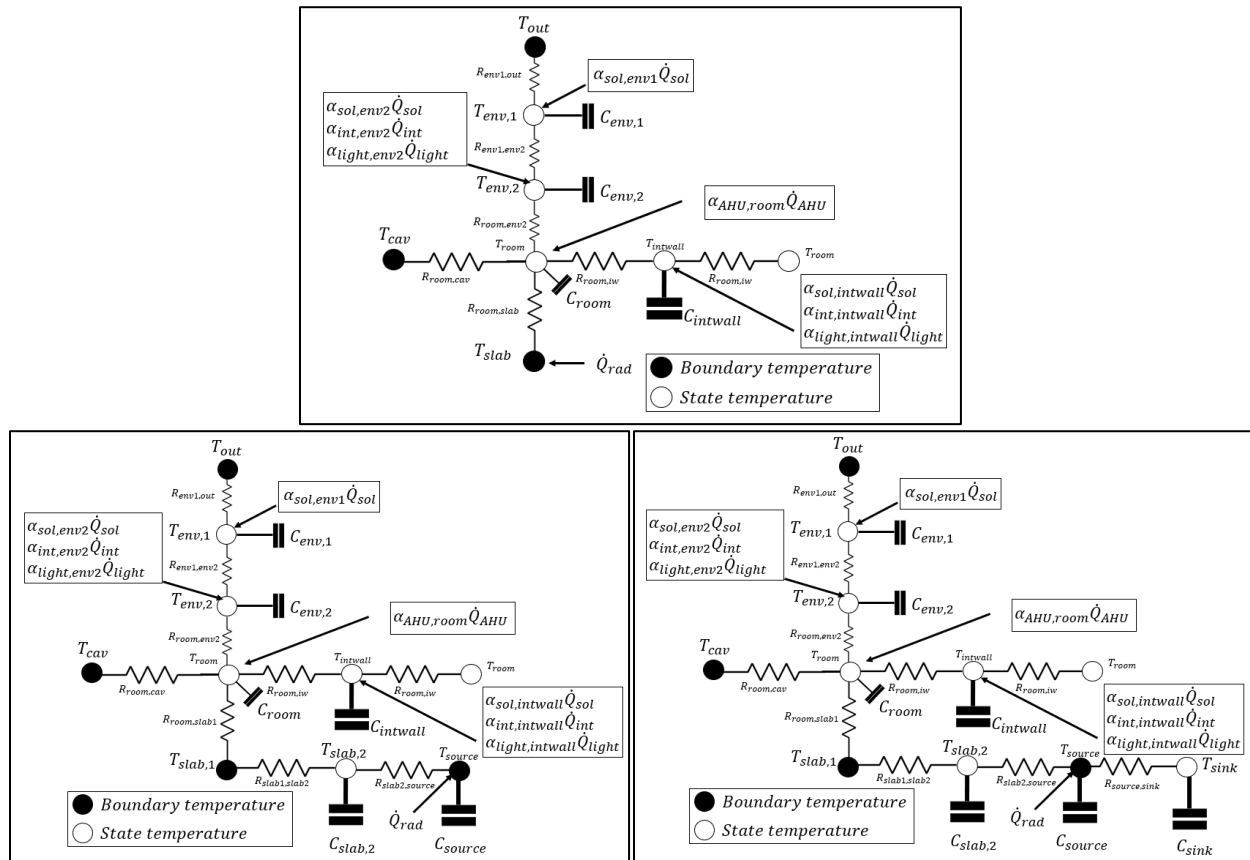 T_out
R_env1,out
α_sol,env1 Q̇_sol
T_env,1
C_env,1
α_sol,env2 Q̇_sol
α_int,env2 Q̇_int
α_light,env2 Q̇_light
R_env1,env2
T_env,2
C_env,2
R_room,env2
α_AHU,room Q̇_AHU
T_cav
T_room
T_intwall
T_room
R_room,cav
R_room,iw
R_room,iw
C_room
R_room,slab
C_intwall
α_sol,intwall Q̇_sol
α_int,intwall Q̇_int
α_light,intwall Q̇_light
T_slab
Q̇_rad
Boundary temperature
State temperature
T_out
R_env1,out
α_sol,env1 Q̇_sol
T_env,1
C_env,1
α_sol,env2 Q̇_sol
α_int,env2 Q̇_int
α_light,env2 Q̇_light
R_env1,env2
T_env,2
C_env,2
R_room,env2
α_AHU,room Q̇_AHU
T_cav
T_room
T_intwall
T_room
R_room,cav
R_room,iw
R_room,iw
C_room
R_room,slab1
C_intwall
α_sol,intwall Q̇_sol
α_int,intwall Q̇_int
α_light,intwall Q̇_light
T_slab,1
T_slab,2
T_source
R_slab1,slab2
R_slab2,source
Q̇_rad
C_slab,2
C_source
Boundary temperature
State temperature
T_out
R_env1,out
α_sol,env1 Q̇_sol
T_env,1
C_env,1
α_sol,env2 Q̇_sol
α_int,env2 Q̇_int
α_light,env2 Q̇_light
R_env1,env2
T_env,2
C_env,2
R_room,env2
α_AHU,room Q̇_AHU
T_cav
T_room
T_intwall
T_room
R_room,cav
R_room,iw
R_room,iw
C_room
R_room,slab1
C_intwall
α_sol,intwall Q̇_sol
α_int,intwall Q̇_int
α_light,intwall Q̇_light
T_slab,1
T_slab,2
T_source
T_sink
R_slab1,slab2
R_slab2,source
R_source,sink
Q̇_rad
C_slab,2
C_source
C_sink
Boundary temperature
State temperature